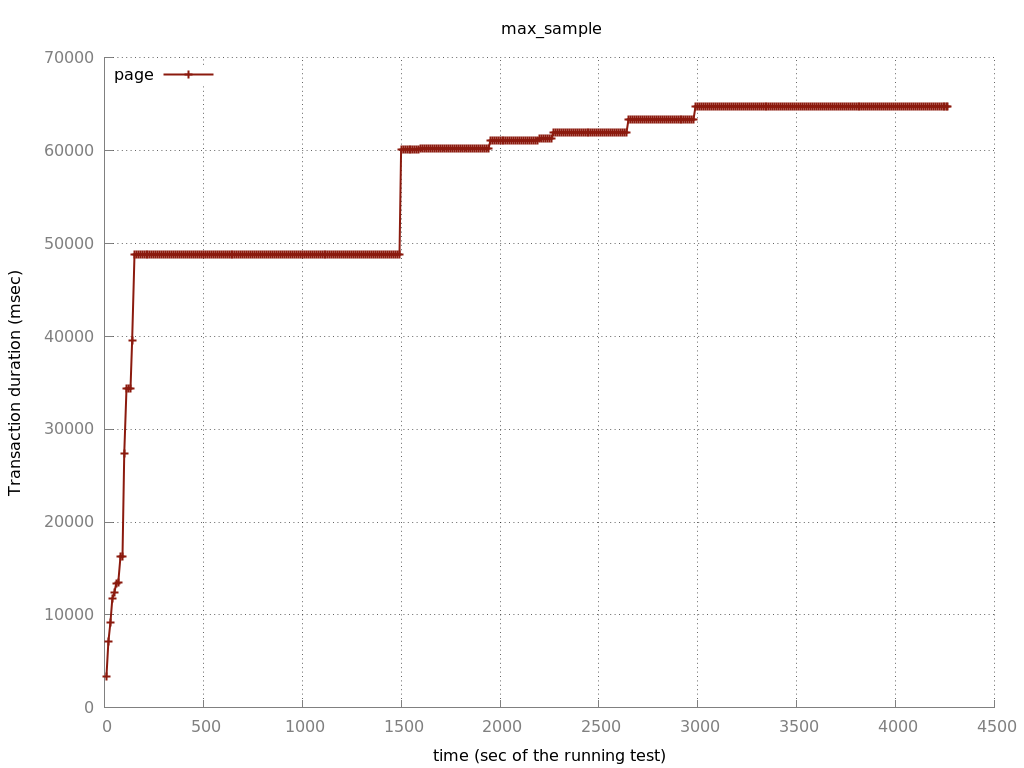 max_sample
page
70000
60000
50000
40000
30000
20000
10000
0
Transaction duration (msec)
0 500 1000 1500 2000 2500 3000 3500 4000 4500
time (sec of the running test)